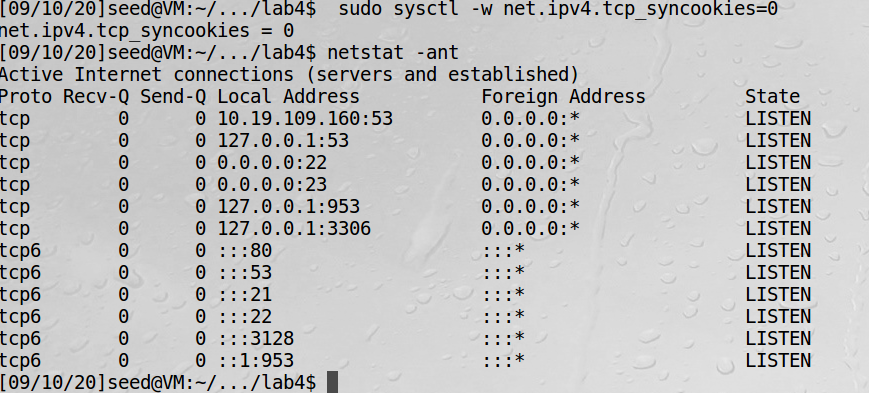 [09/10/20]seed@VM:~/.../lab4$  sudo sysctl -w net.ipv4.tcp_syncookies=0
net.ipv4.tcp_syncookies = 0
[09/10/20]seed@VM:~/.../lab4$ netstat -ant
Active Internet connections (servers and established)
Proto Recv-Q Send-Q Local Address           Foreign Address         State
tcp        0      0 10.19.109.160:53        0.0.0.0:*               LISTEN
tcp        0      0 127.0.0.1:53            0.0.0.0:*               LISTEN
tcp        0      0 0.0.0.0:22              0.0.0.0:*               LISTEN
tcp        0      0 0.0.0.0:23              0.0.0.0:*               LISTEN
tcp        0      0 127.0.0.1:953           0.0.0.0:*               LISTEN
tcp        0      0 127.0.0.1:3306          0.0.0.0:*               LISTEN
tcp6       0      0 :::80                   :::*                    LISTEN
tcp6       0      0 :::53                   :::*                    LISTEN
tcp6       0      0 :::21                   :::*                    LISTEN
tcp6       0      0 :::22                   :::*                    LISTEN
tcp6       0      0 :::3128                 :::*                    LISTEN
tcp6       0      0 ::1:953                 :::*                    LISTEN
[09/10/20]seed@VM:~/.../lab4$